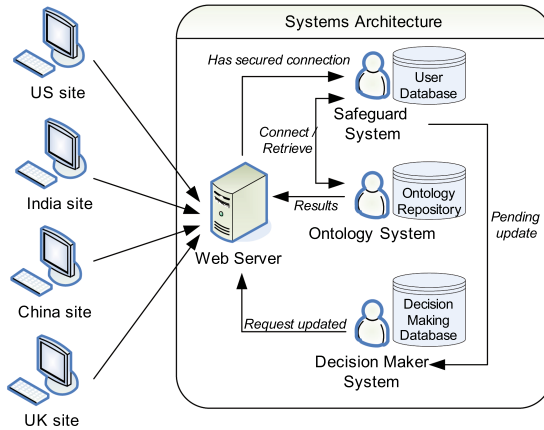 Systems Architecture
US site
India site
China site
UK site
Has secured connection
User
Database
Safeguard
System
Connect /
Retrieve
Web Server
Results
Ontology
Repository
Ontology System
Pending
update
Request updated
Decision
Making
Database
Decision Maker
System